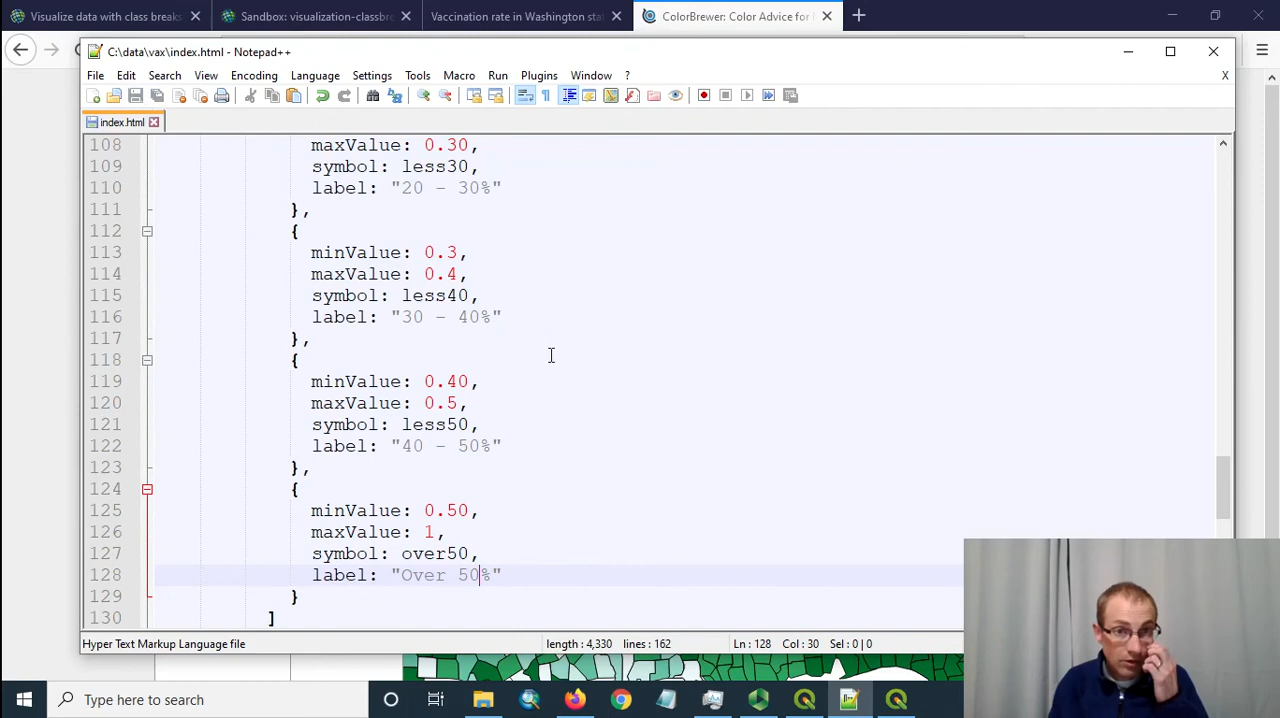 Visualize data with class breaks
Sandbox: visualization-classbre
Vaccination rate in Washington sta
ColorBrewer: Color Advice for
C:\data\vax\index.html - Notepad++
File Edit Search View Encoding Language Settings Tools Macro Run Plugins Window ? X
index.html
108 maxValue: 0.30,
109 symbol: less30,
110 label: "20 - 30%"
111 },
112 {
113 minValue: 0.3,
114 maxValue: 0.4,
115 symbol: less40,
116 label: "30 - 40%"
117 },
118 {
119 minValue: 0.40,
120 maxValue: 0.5,
121 symbol: less50,
122 label: "40 - 50%"
123 },
124 {
125 minValue: 0.50,
126 maxValue: 1,
127 symbol: over50,
128 label: "Over 50%"
129 }
130 ]
Hyper Text Markup Language file length : 4,330 lines : 162 Ln : 128 Col : 30 Sel : 0 | 0
Type here to search